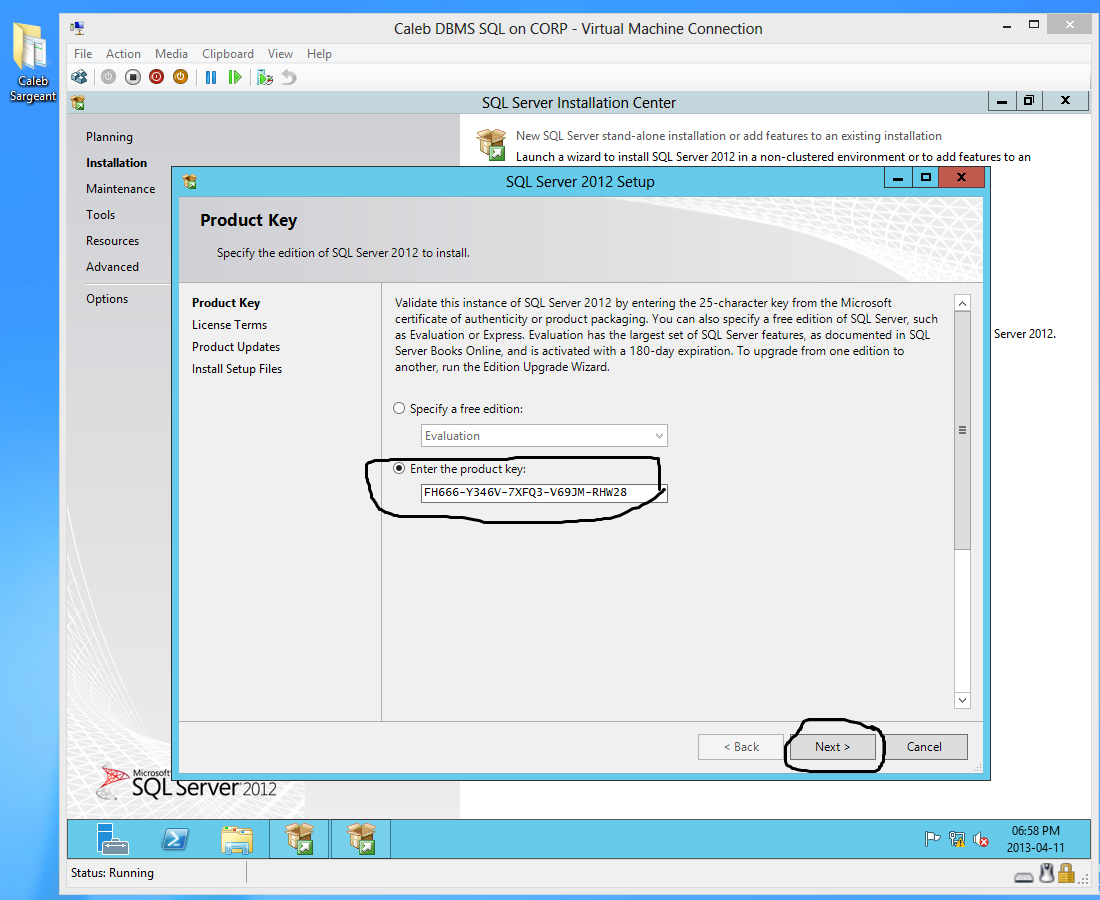 Caleb Sargeant
Caleb DBMS SQL on CORP - Virtual Machine Connection
File Action Media Clipboard View Help
SQL Server Installation Center
Planning
Installation
Maintenance
Tools
Resources
Advanced
Options
New SQL Server stand-alone installation or add features to an existing installation
Launch a wizard to install SQL Server 2012 in a non-clustered environment or to add features to an
Server 2012.
SQL Server 2012 Setup
Product Key
Specify the edition of SQL Server 2012 to install.
Product Key
License Terms
Product Updates
Install Setup Files
Validate this instance of SQL Server 2012 by entering the 25-character key from the Microsoft
certificate of authenticity or product packaging. You can also specify a free edition of SQL Server, such
as Evaluation or Express. Evaluation has the largest set of SQL Server features, as documented in SQL
Server Books Online, and is activated with a 180-day expiration. To upgrade from one edition to
another, run the Edition Upgrade Wizard.
Specify a free edition:
Evaluation
Enter the product key:
FH666-Y346V-7XFQ3-V69JM-RHW28
< Back Next > Cancel
Microsoft
SQL Server 2012
06:58 PM
2013-04-11
Status: Running